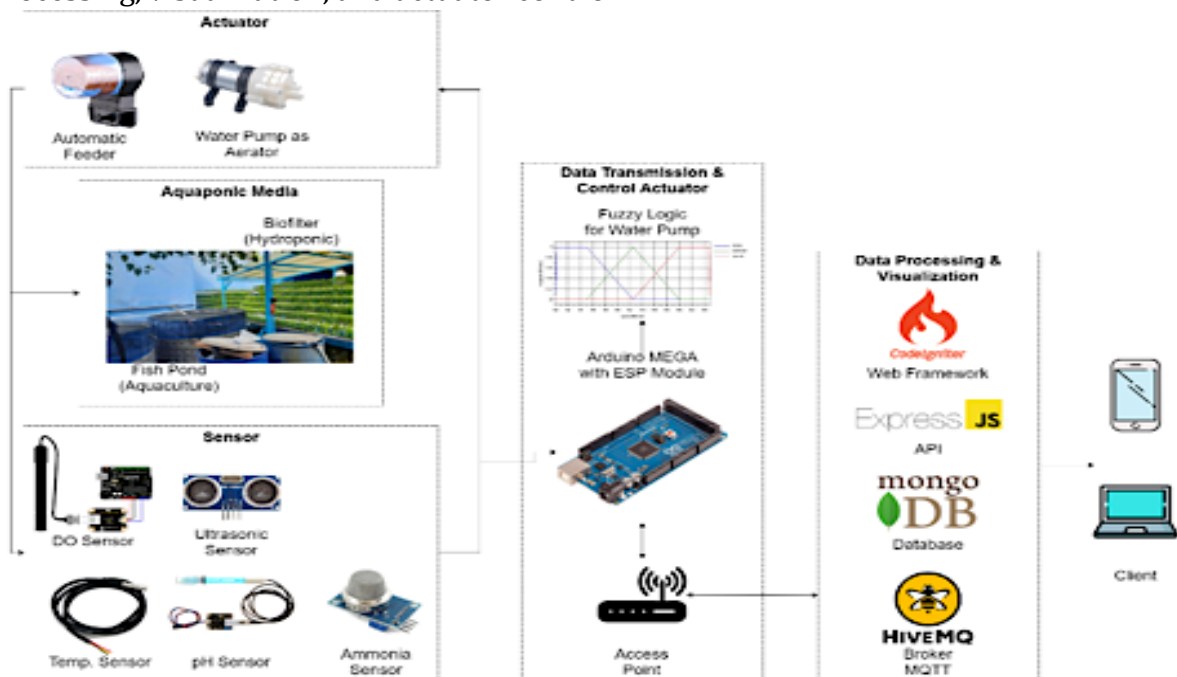 Actuator
Automatic
Feeder
Water Pump as
Aerator
Aquaponic Media
Biofilter
(Hydroponic)
Fish Pond
(Aquaculture)
Sensor
DO Sensor
Ultrasonic
Sensor
Temp. Sensor
pH Sensor
Ammonia
Sensor
Data Transmission &
Control Actuator
Fuzzy Logic
for Water Pump
Arduino MEGA
with ESP Module
Access
Point
Data Processing &
Visualization
CodeIgniter
Web Framework
Express JS
API
mongo
DB
Database
HIVEMQ
Broker
MQTT
Client